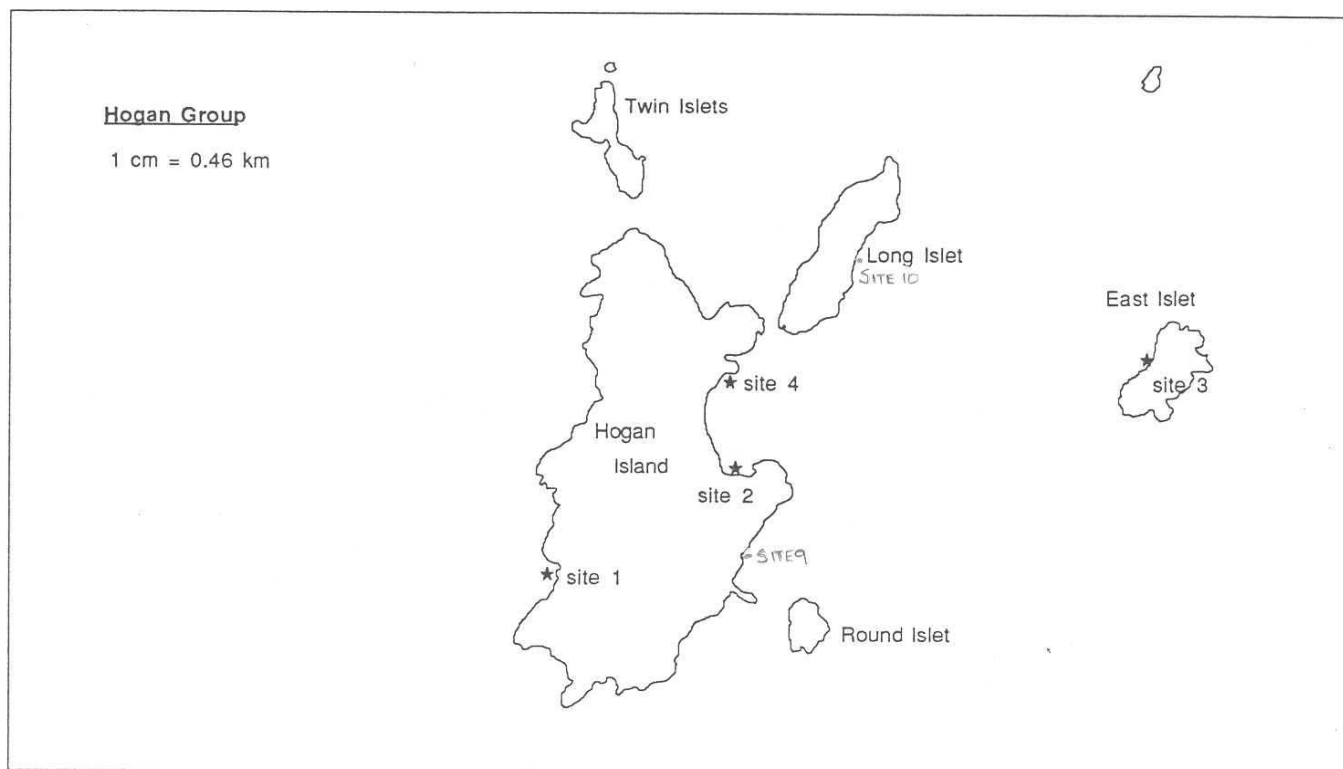 Hogan Group
1 cm = 0.46 km
Twin Islets
Long Islet
SITE 10
East Islet
site 3
site 4
Hogan
Island
site 2
SITE 9
site 1
Round Islet